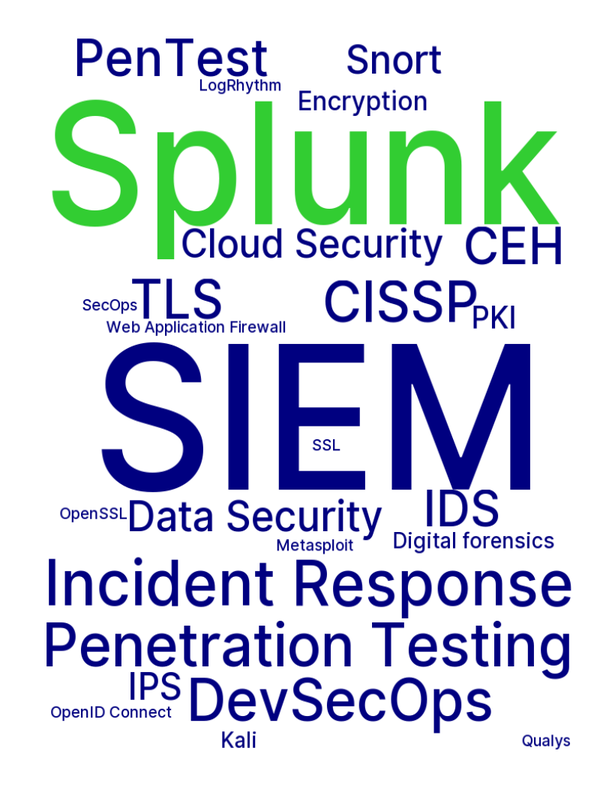 PenTest
Snort
LogRhythm
Encryption
Splunk
Cloud Security
CEH
TLS
CISSP
SecOps
PKI
Web Application Firewall
SIEM
SSL
OpenSSL
Data Security
IDS
Metasploit
Digital forensics
Incident Response
Penetration Testing
IPS
DevSecOps
OpenID Connect
Kali
Qualys